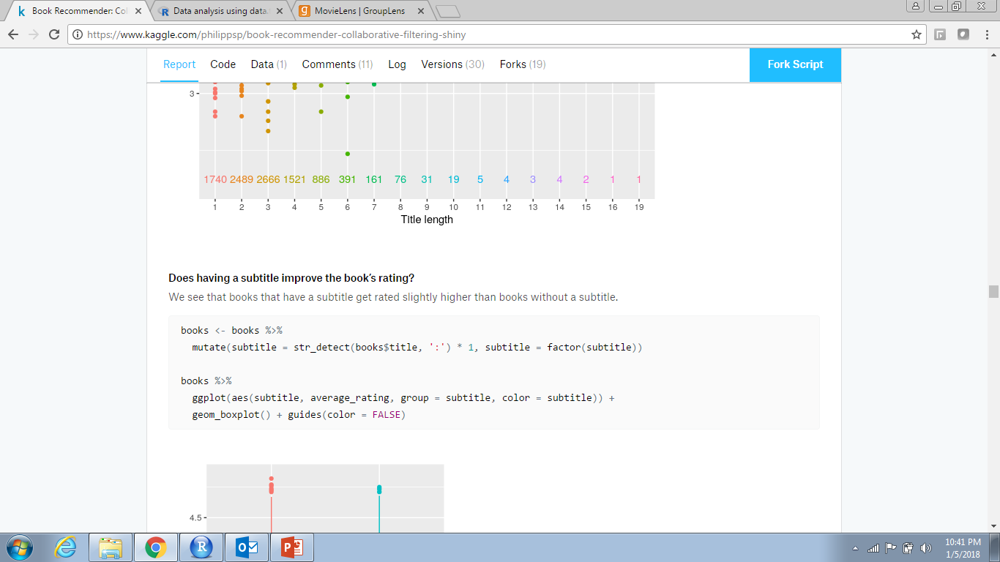 Book Recommender: Co
Data analysis using data.
MovieLens | GroupLens
https://www.kaggle.com/philippsp/book-recommender-collaborative-filtering-shiny
Report Code Data (1) Comments (11) Log Versions (30) Forks (19) Fork Script
3
1740 2489 2666 1521 886 391 161 76 31 19 5 4 3 4 2 1 1
1 2 3 4 5 6 7 8 9 10 11 12 13 14 15 16 19
Title length
Does having a subtitle improve the book's rating?
We see that books that have a subtitle get rated slightly higher than books without a subtitle.
books <- books %>%
  mutate(subtitle = str_detect(books$title, ':') * 1, subtitle = factor(subtitle))
books %>%
  ggplot(aes(subtitle, average_rating, group = subtitle, color = subtitle)) +
  geom_boxplot() + guides(color = FALSE)
4.5
10:41 PM
1/5/2018